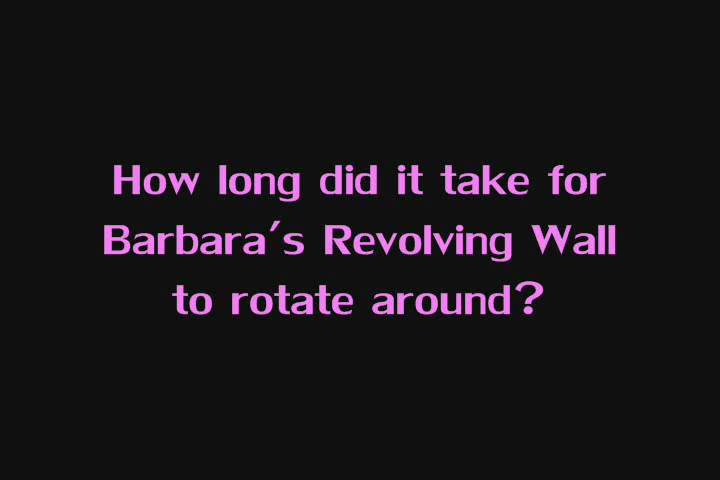 How long did it take for
Barbara's Revolving Wall
to rotate around?